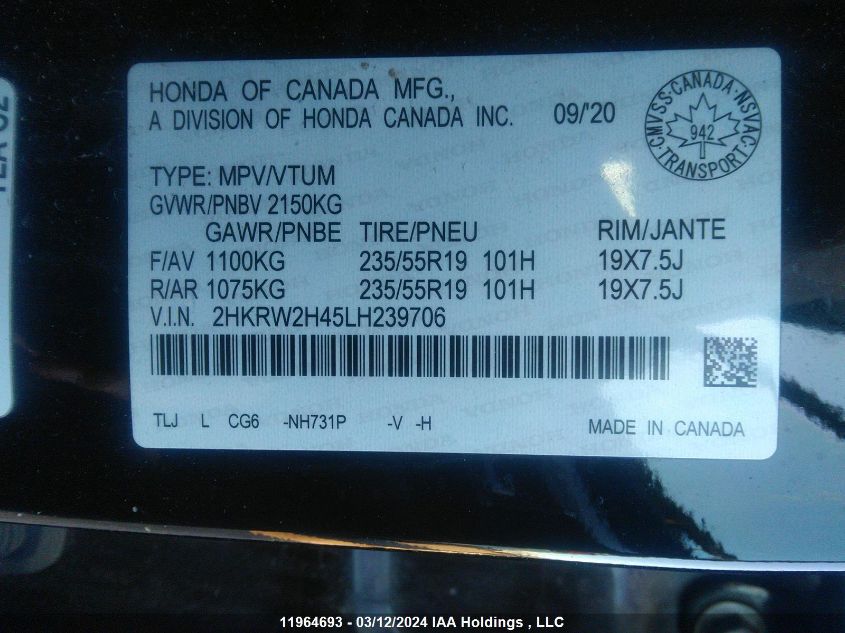 HONDA OF CANADA MFG.,
A DIVISION OF HONDA CANADA INC. 09/20
CMVSS·CANADA·NSVAC·TRANSPORT
942
TYPE: MPV/VTUM
GVWR/PNBV 2150KG
GAWR/PNBE TIRE/PNEU RIM/JANTE
F/AV 1100KG 235/55R19 101H 19X7.5J
R/AR 1075KG 235/55R19 101H 19X7.5J
V.I.N. 2HKRW2H45LH239706
TLJ L CG6 -NH731P -V -H MADE IN CANADA
11964693 - 03/12/2024 IAA Holdings , LLC